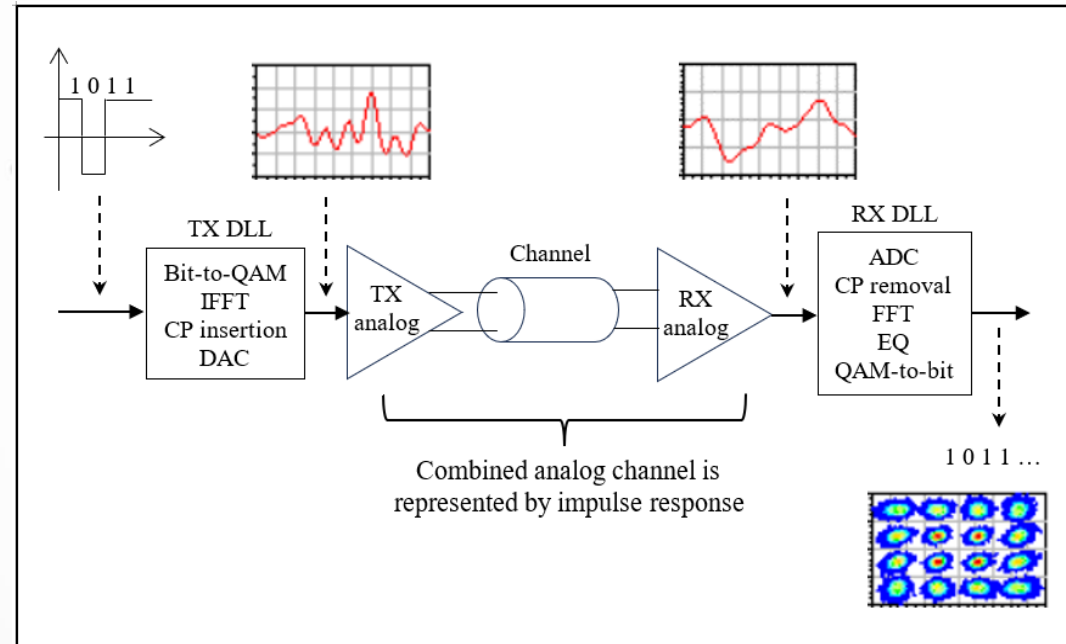 1 0 1 1
TX DLL
Bit-to-QAM
IFFT
CP insertion
DAC
TX
analog
Channel
RX
analog
RX DLL
ADC
CP removal
FFT
EQ
QAM-to-bit
Combined analog channel is
represented by impulse response
1 0 1 1 ...